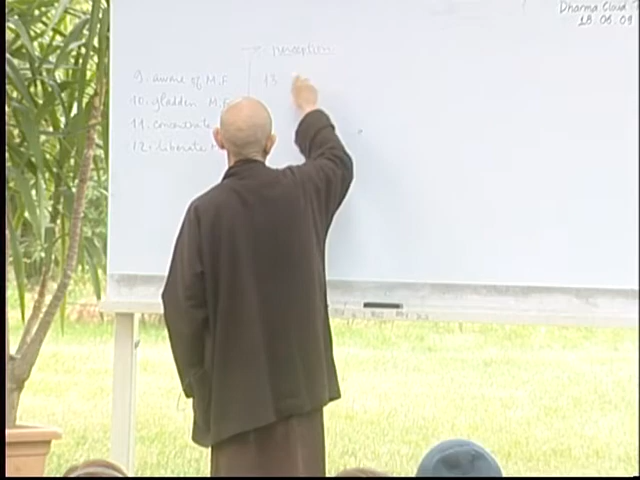 Dharma Cloud
18.06.09
perception
9. aware of M.F
10. gladden M.F
11. concentrate
12. liberate
13